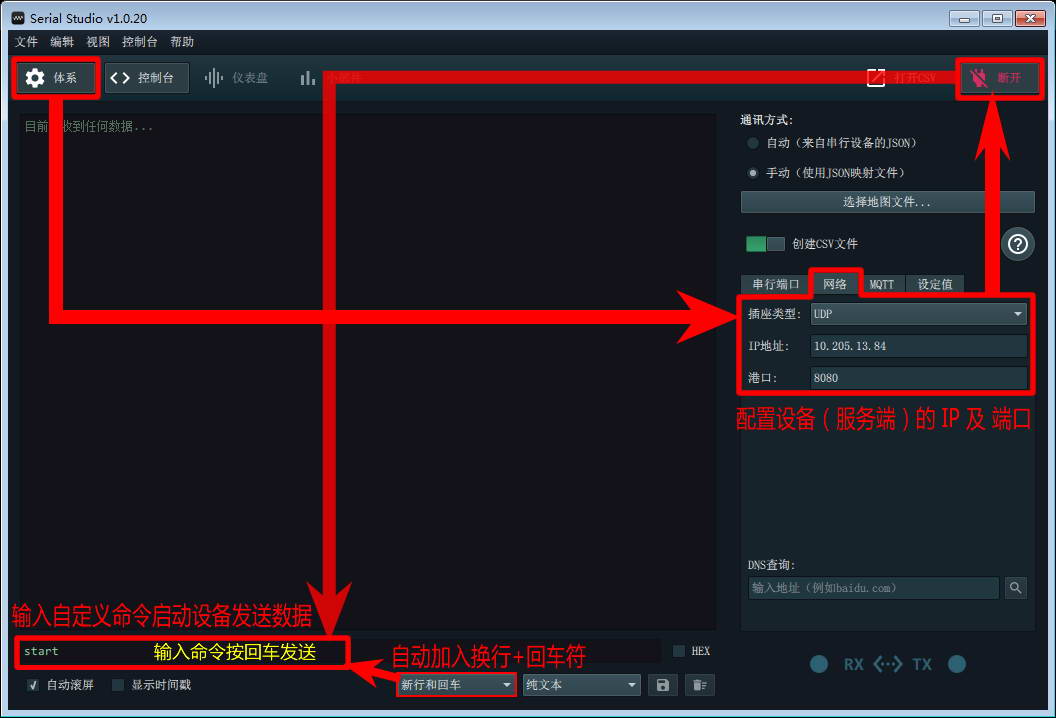 Serial Studio v1.0.20
文件 编辑 视图 控制台 帮助
体系 控制台 仪表盘 打开CSV 断开
目前 收到任何数据...
通讯方式:
自动（来自串行设备的JSON）
手动（使用JSON映射文件）
选择地图文件...
创建CSV文件
串行端口 网络 MQTT 设定值
插座类型: UDP
IP地址: 10.205.13.84
港口: 8080
配置设备（服务端）的 IP 及 端口
DNS查询:
输入地址（例如baidu.com）
输入自定义命令启动设备发送数据
start 输入命令按回车发送
自动加入换行+回车符
HEX
自动滚屏 显示时间戳 新行和回车 纯文本
RX TX